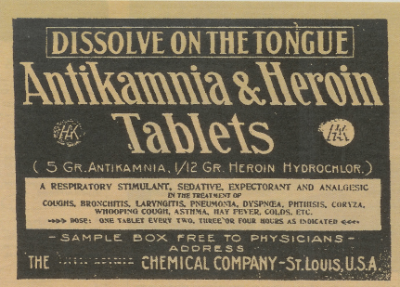 DISSOLVE ON THE TONGUE
Antikamnia & Heroin
Tablets
AK
AK
( 5 GR. ANTIKAMNIA, 1/12 GR. HEROIN HYDROCHLOR. )
A RESPIRATORY STIMULANT, SEDATIVE, EXPECTORANT AND ANALGESIC
IN THE TREATMENT OF
COUGHS, BRONCHITIS, LARYNGITIS, PNEUMONIA, DYSPNŒA, PHTHISIS, CORYZA,
WHOOPING COUGH, ASTHMA, HAY FEVER, COLDS, ETC.
DOSE: ONE TABLET EVERY TWO, THREE OR FOUR HOURS AS INDICATED
- SAMPLE BOX FREE TO PHYSICIANS -
ADDRESS
THE CHEMICAL COMPANY - ST. LOUIS, U.S.A.